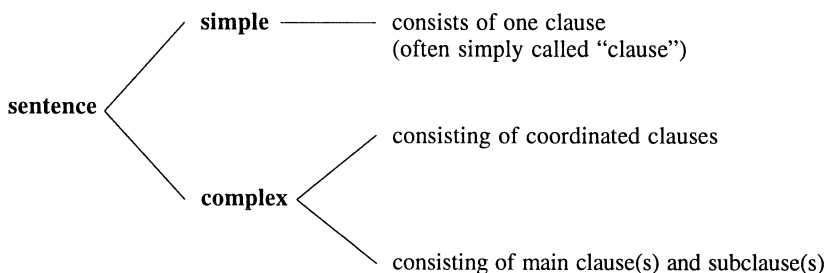 simple
consists of one clause
(often simply called “clause”)
sentence
consisting of coordinated clauses
complex
consisting of main clause(s) and subclause(s)